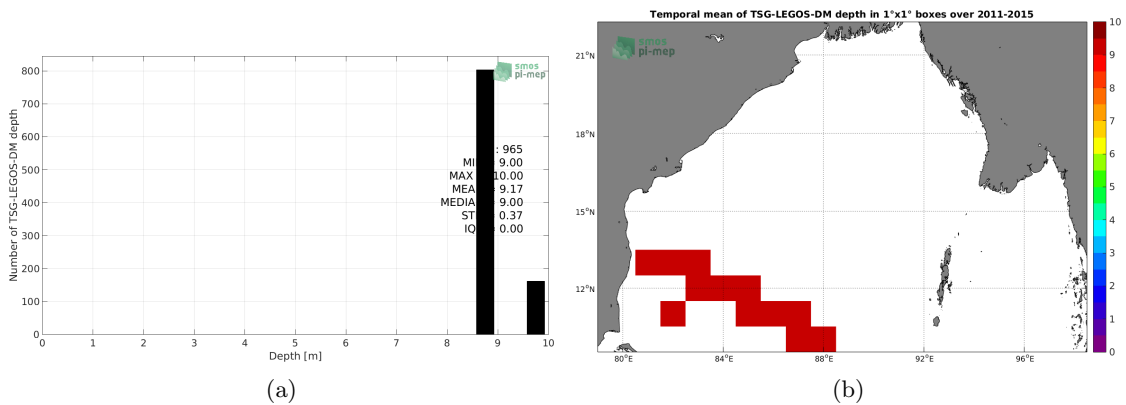 Temporal mean of TSG-LEGOS-DM depth in 1°x1° boxes over 2011-2015
smos
pi-mep
Number of TSG-LEGOS-DM depth
800
700
600
500
400
300
200
100
0
: 965
MI 9.00
MAX 10.00
MEA 9.17
MEDIA 9.00
ST 0.37
IQ 0.00
0 1 2 3 4 5 6 7 8 9 10
Depth [m]
(a)
smos
pi-mep
21°N
18°N
15°N
12°N
80°E 84°E 88°E 92°E 96°E
10
9
8
7
6
5
4
3
2
1
0
(b)